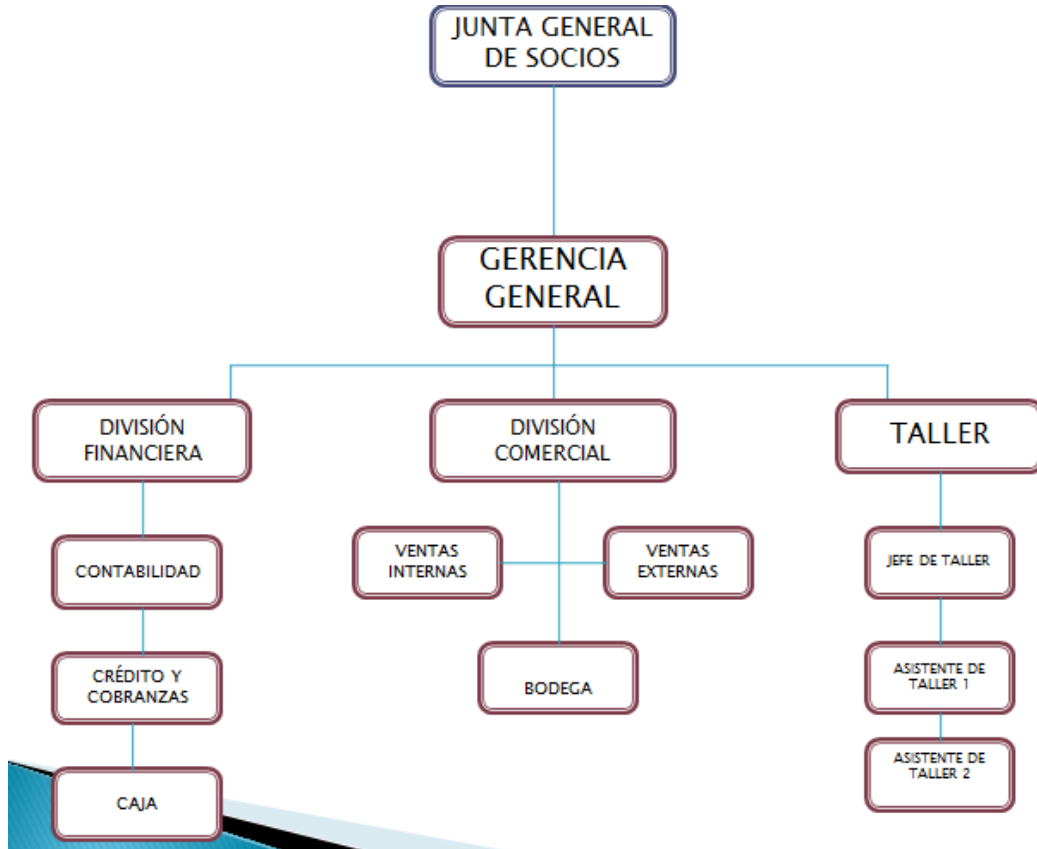 JUNTA GENERAL
DE SOCIOS
GERENCIA
GENERAL
DIVISIÓN
FINANCIERA
DIVISIÓN
COMERCIAL
TALLER
CONTABILIDAD
VENTAS
INTERNAS
VENTAS
EXTERNAS
JEFE DE TALLER
CRÉDITO Y
COBRANZAS
BODEGA
ASISTENTE DE
TALLER 1
ASISTENTE DE
TALLER 2
CAJA